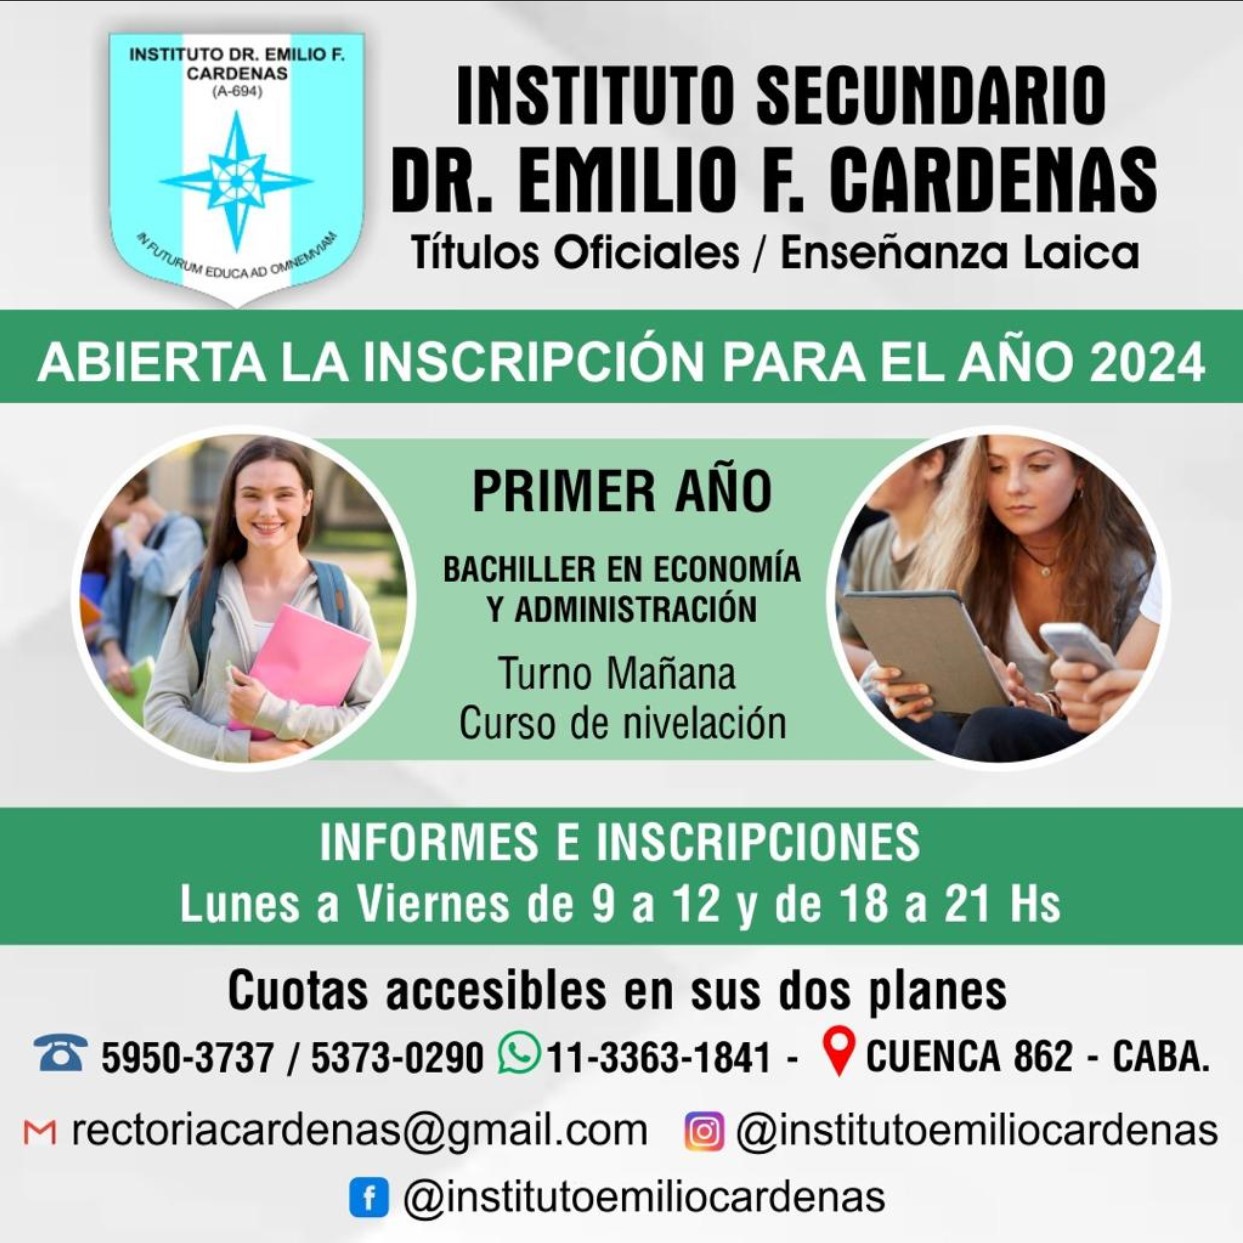 INSTITUTO DR. EMILIO F.
CARDENAS
(A-694)
IN FUTURUM EDUCA AD OMNEMVIAM
INSTITUTO SECUNDARIO
DR. EMILIO F. CARDENAS
Títulos Oficiales / Enseñanza Laica
ABIERTA LA INSCRIPCIÓN PARA EL AÑO 2024
PRIMER AÑO
BACHILLER EN ECONOMÍA
Y ADMINISTRACIÓN
Turno Mañana
Curso de nivelación
INFORMES E INSCRIPCIONES
Lunes a Viernes de 9 a 12 y de 18 a 21 Hs
Cuotas accesibles en sus dos planes
5950-3737 / 5373-0290 11-3363-1841 - CUENCA 862 - CABA.
rectoriacardenas@gmail.com @institutoemiliocardenas
@institutoemiliocardenas